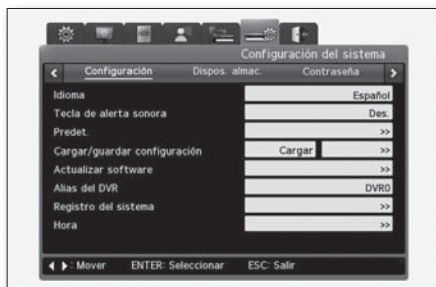 Configuración del sistema
< Configuración Dispos. almac. Contraseña >
Idioma Español
Tecla de alerta sonora Des.
Predet. >>
Cargar/guardar configuración Cargar >>
Actualizar software >>
Alias del DVR DVR0
Registro del sistema >>
Hora >>
◀ ▶ : Mover ENTER: Seleccionar ESC: Salir